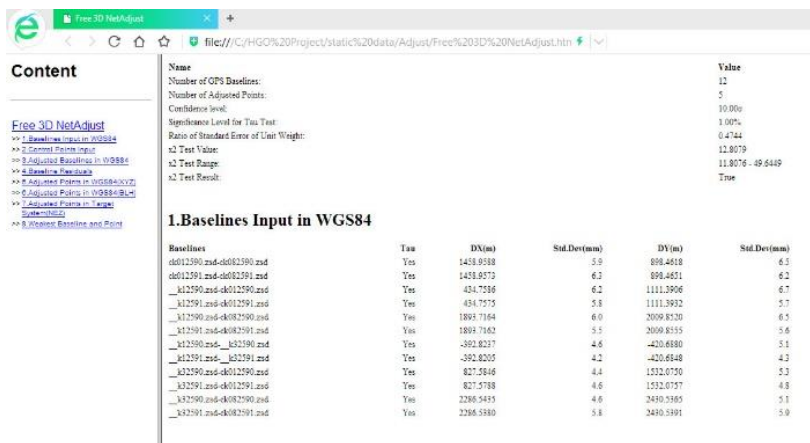 Free 3D NetAdjust
file:///C:/HGO%20Project/static%20data/Adjust/Free%203D%20NetAdjust.htm
Content
Free 3D NetAdjust
>> 1.Baselines Input in WGS84
>> 2.Control Points Input
>> 3.Adjusted Baselines in WGS84
>> 4.Baseline Residuals
>> 5.Adjusted Points in WGS84(XYZ)
>> 6.Adjusted Points in WGS84(BLH)
>> 7.Adjusted Points in Target
System(NEZ)
>> 8.Weakest Baseline and Point
Name Value
Number of GPS Baselines: 12
Number of Adjusted Points: 5
Confidence level: 10.00σ
Significance Level for Tau Test: 1.00%
Ratio of Standard Error of Unit Weight: 0.4744
x2 Test Value: 12.8079
x2 Test Range: 11.8076 - 49.6449
x2 Test Result: True
1.Baselines Input in WGS84
Baselines Tau DX(m) Std.Dev(mm) DY(m) Std.Dev(mm)
ck012590.zsd-ck082590.zsd Yes 1458.9588 5.9 898.4618 6.5
ck012591.zsd-ck082591.zsd Yes 1458.9573 6.3 898.4651 6.2
__k12590.zsd-ck012590.zsd Yes 434.7586 6.2 1111.3906 6.7
__k12591.zsd-ck012591.zsd Yes 434.7575 5.8 1111.3932 5.7
__k12590.zsd-ck082590.zsd Yes 1893.7164 6.0 2009.8520 6.5
__k12591.zsd-ck082591.zsd Yes 1893.7162 5.5 2009.8555 5.6
__k12590.zsd-__k32590.zsd Yes -392.8237 4.6 -420.6880 5.1
__k12591.zsd-__k32591.zsd Yes -392.8205 4.2 -420.6848 4.3
__k32590.zsd-ck012590.zsd Yes 827.5846 4.4 1532.0750 5.3
__k32591.zsd-ck012591.zsd Yes 827.5788 4.6 1532.0757 4.8
__k32590.zsd-ck082590.zsd Yes 2286.5435 4.6 2430.5365 5.1
__k32591.zsd-ck082591.zsd Yes 2286.5380 5.8 2430.5391 5.9